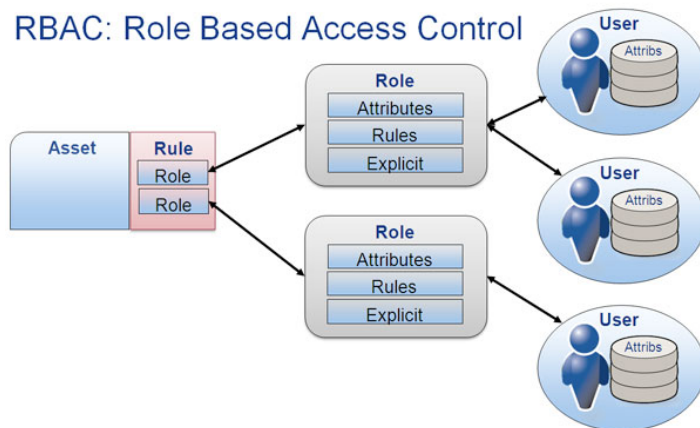 RBAC: Role Based Access Control
Asset
Rule
Role
Role
Role
Attributes
Rules
Explicit
Role
Attributes
Rules
Explicit
User
Attribs
User
Attribs
User
Attribs